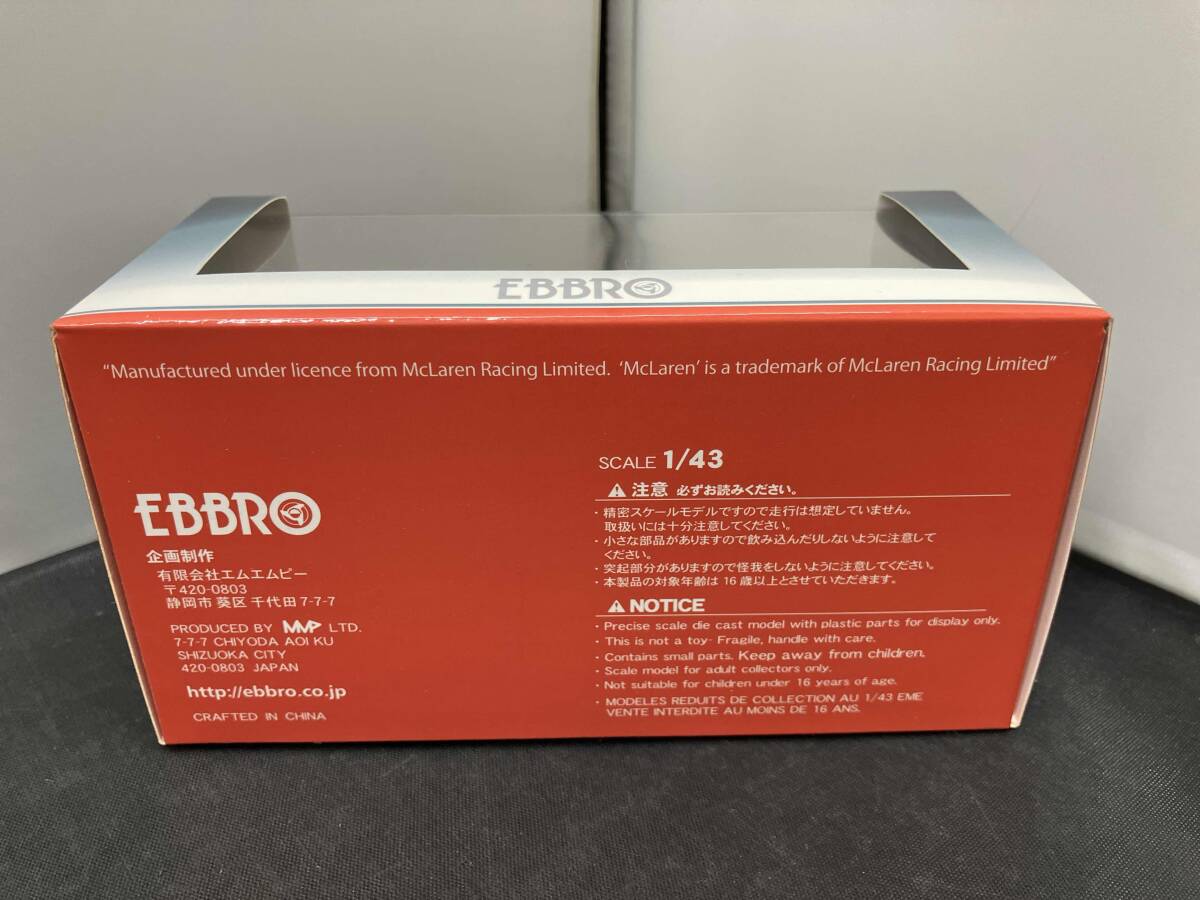 EBBRO
"Manufactured under licence from McLaren Racing Limited. 'McLaren' is a trademark of McLaren Racing Limited"
EBBRO
企画制作
有限会社エムエムピー
〒420-0803
静岡市 葵区 千代田7-7-7
PRODUCED BY MMP LTD.
7-7-7 CHIYODA AOI KU
SHIZUOKA CITY
420-0803 JAPAN
http://ebbro.co.jp
CRAFTED IN CHINA
SCALE 1/43
⚠ 注意 必ずお読みください。
・精密スケールモデルですので走行は想定していません。
取扱いには十分注意してください。
・小さな部品がありますので飲み込んだりしないように注意して
ください。
・突起部分がありますので怪我をしないように注意してください。
・本製品の対象年齢は 16 歳以上とさせていただきます。
⚠ NOTICE
・Precise scale die cast model with plastic parts for display only.
・This is not a toy- Fragile, handle with care.
・Contains small parts. Keep away from children.
・Scale model for adult collectors only.
・Not suitable for children under 16 years of age.
・MODELES REDUITS DE COLLECTION AU 1/43 EME
VENTE INTERDITE AU MOINS DE 16 ANS.